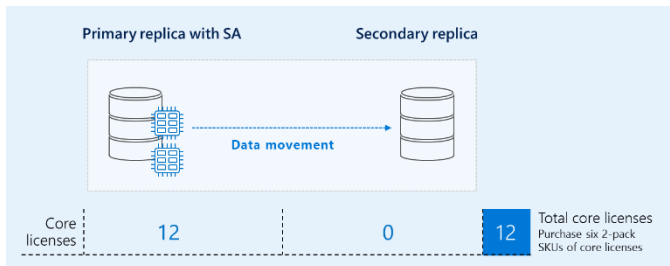 Primary replica with SA
Secondary replica
Data movement
Core
licenses
12
0
12
Total core licenses
Purchase six 2-pack
SKUs of core licenses